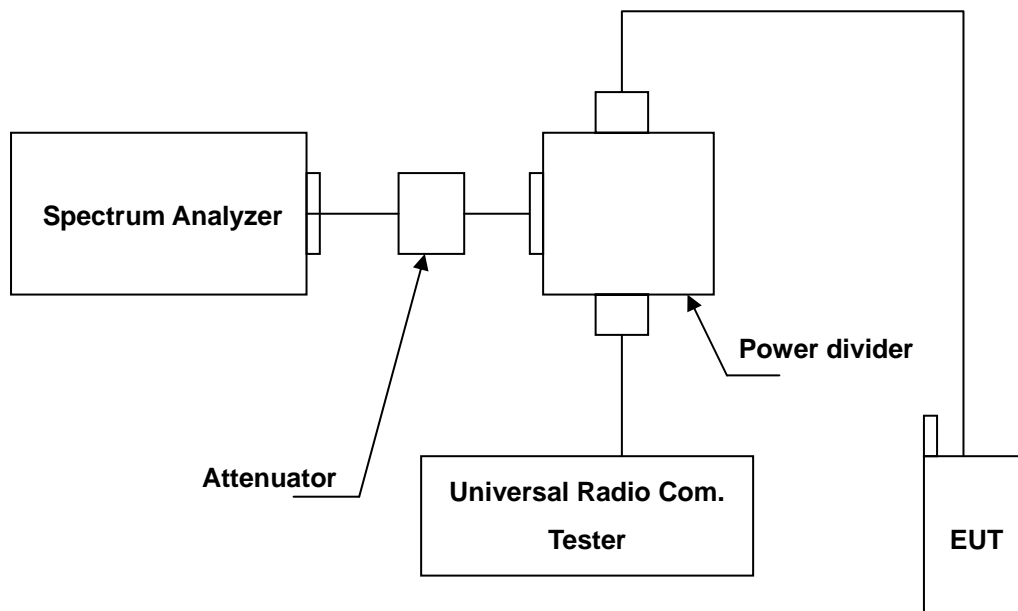 Spectrum Analyzer
Power divider
Attenuator
Universal Radio Com.
Tester
EUT